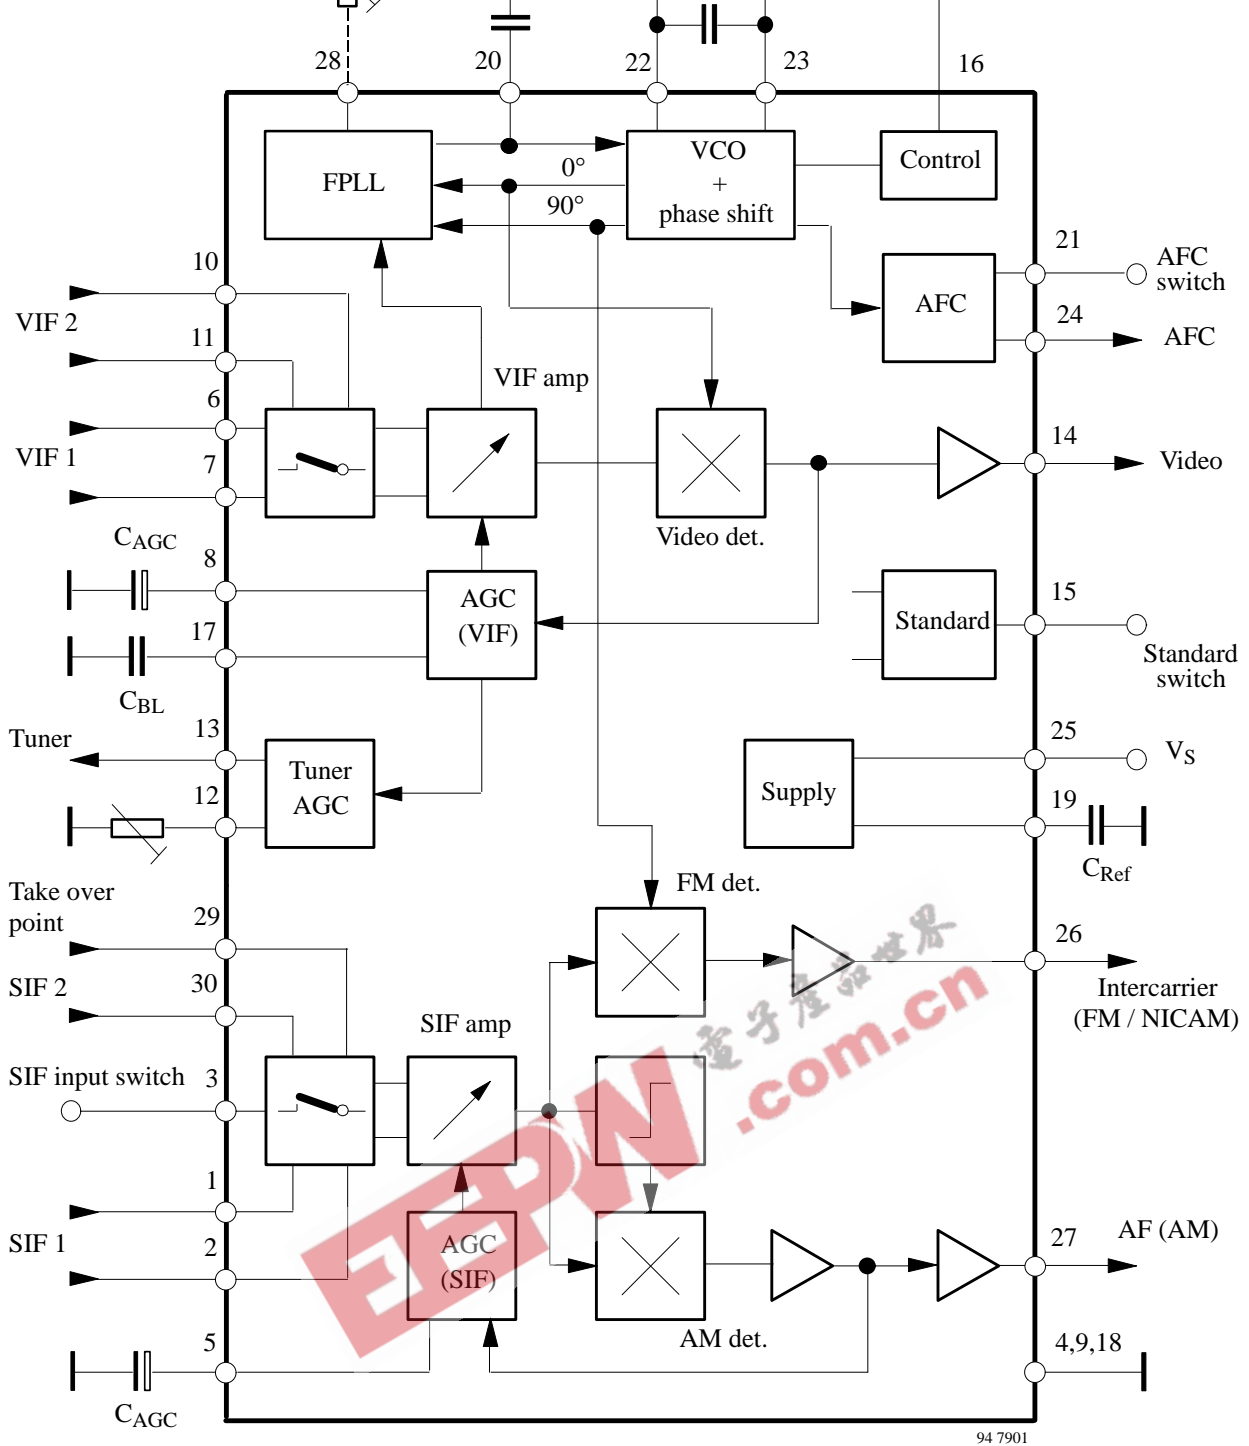 28
20
22
23
16
FPLL
0°
90°
VCO
+
phase shift
Control
10
VIF 2
11
21
AFC
switch
AFC
24
AFC
6
VIF 1
7
VIF amp
14
Video
Video det.
CAGC
8
17
CBL
AGC
(VIF)
Standard
15
Standard
switch
Tuner
13
12
Tuner
AGC
Supply
25
VS
19
CRef
Take over
point
29
SIF 2
30
FM det.
26
Intercarrier
(FM / NICAM)
SIF amp
SIF input switch
3
1
SIF 1
2
AGC
(SIF)
AM det.
27
AF (AM)
5
CAGC
4,9,18
94 7901
EEPW
.com.cn
電子產品世界